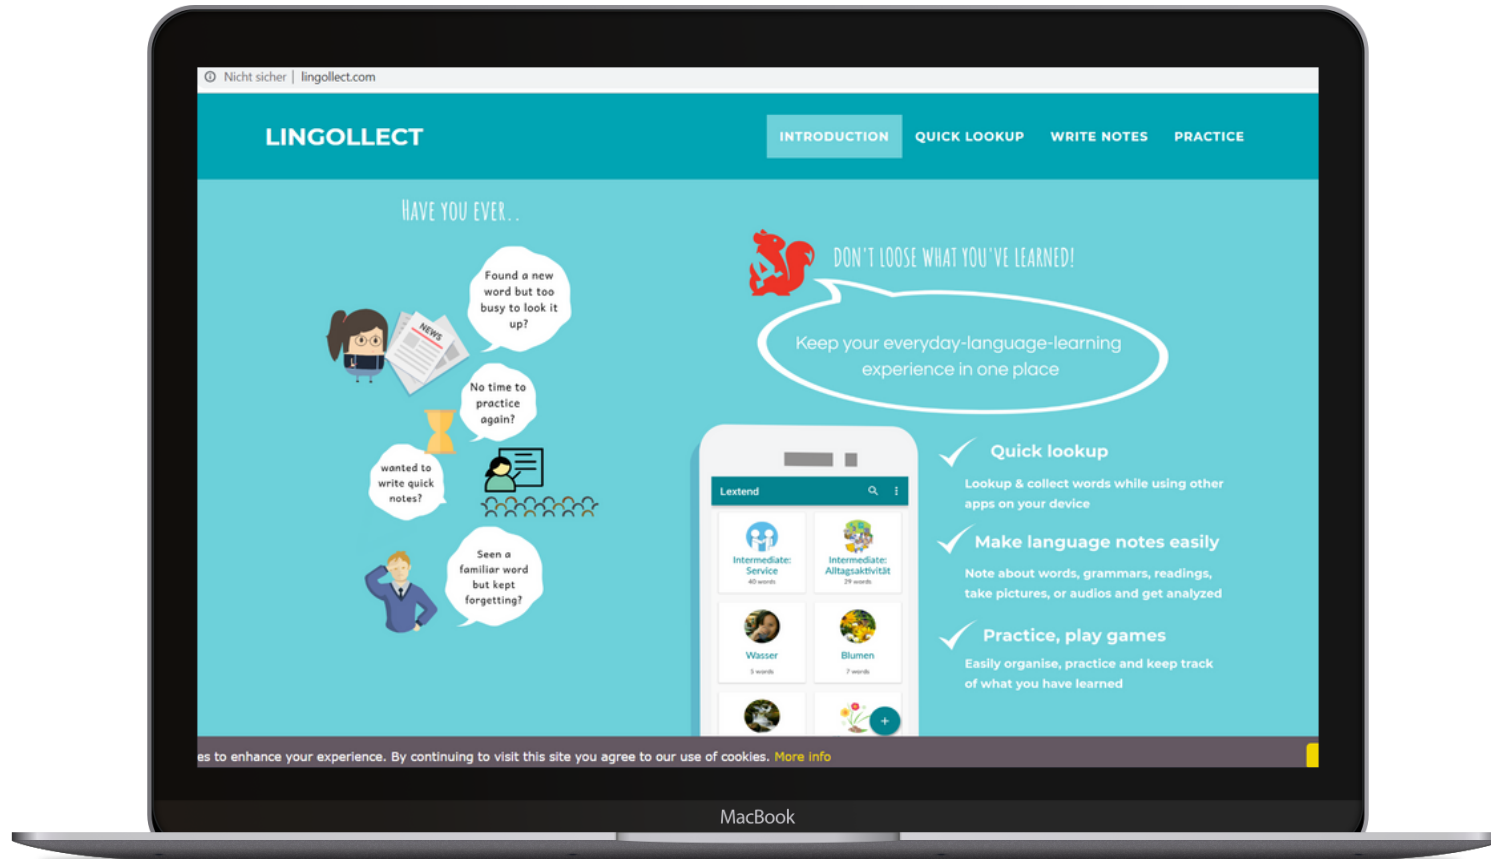 Nicht sicher | lingollect.com
LINGOLLECT
INTRODUCTION
QUICK LOOKUP
WRITE NOTES
PRACTICE
HAVE YOU EVER..
Found a new
word but too
busy to look it
up?
NEWS
No time to
practice
again?
wanted to
write quick
notes?
Seen a
familiar word
but kept
forgetting?
DON'T LOOSE WHAT YOU'VE LEARNED!
Keep your everyday-language-learning
experience in one place
Lextend
Intermediate:
Service
40 words
Intermediate:
Alltagsaktivität
29 words
Wasser
5 words
Blumen
7 words
+
Quick lookup
Lookup & collect words while using other
apps on your device
Make language notes easily
Note about words, grammars, readings,
take pictures, or audios and get analyzed
Practice, play games
Easily organise, practice and keep track
of what you have learned
es to enhance your experience. By continuing to visit this site you agree to our use of cookies. More info
MacBook